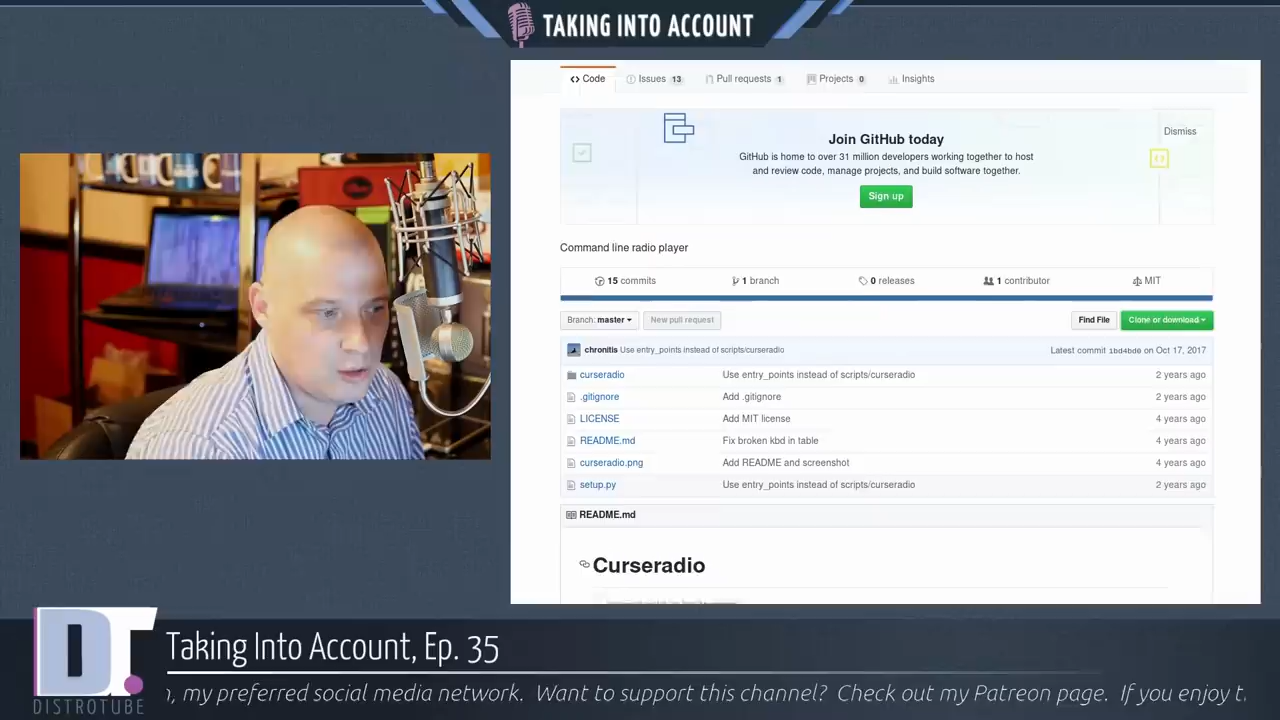 TAKING INTO ACCOUNT
Code Issues 13 Pull requests 1 Projects 0 Insights
Join GitHub today
Dismiss
GitHub is home to over 31 million developers working together to host
and review code, manage projects, and build software together.
Sign up
Command line radio player
15 commits 1 branch 0 releases 1 contributor MIT
Branch: master New pull request Find File Clone or download
chronitis Use entry_points instead of scripts/curseradio Latest commit 1bd4bd0 on Oct 17, 2017
curseradio Use entry_points instead of scripts/curseradio 2 years ago
.gitignore Add .gitignore 2 years ago
LICENSE Add MIT license 4 years ago
README.md Fix broken kbd in table 4 years ago
curseradio.png Add README and screenshot 4 years ago
setup.py Use entry_points instead of scripts/curseradio 2 years ago
README.md
Curseradio
DT
DISTROTUBE
Taking Into Account, Ep. 35
, my preferred social media network. Want to support this channel? Check out my Patreon page. If you enjoy t